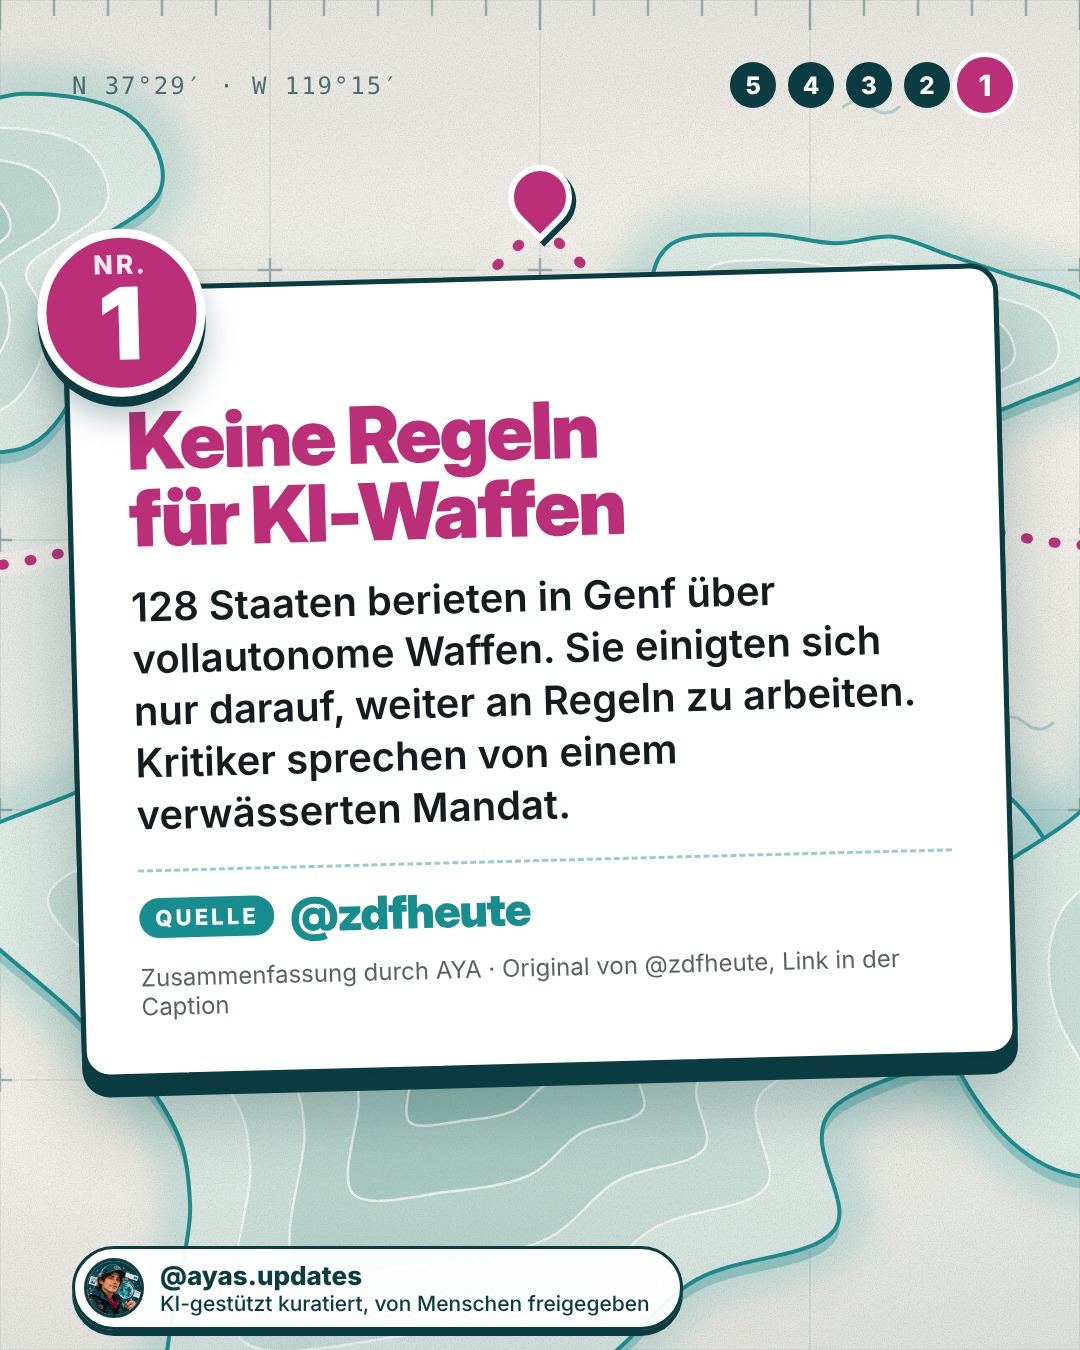 N 37°29′ · W 119°15′
5 4 3 2 1
NR.
1
Keine Regeln
für KI-Waffen
128 Staaten berieten in Genf über
vollautonome Waffen. Sie einigten sich
nur darauf, weiter an Regeln zu arbeiten.
Kritiker sprechen von einem
verwässerten Mandat.
QUELLE @zdfheute
Zusammenfassung durch AYA · Original von @zdfheute, Link in der
Caption
@ayas.updates
KI-gestützt kuratiert, von Menschen freigegeben